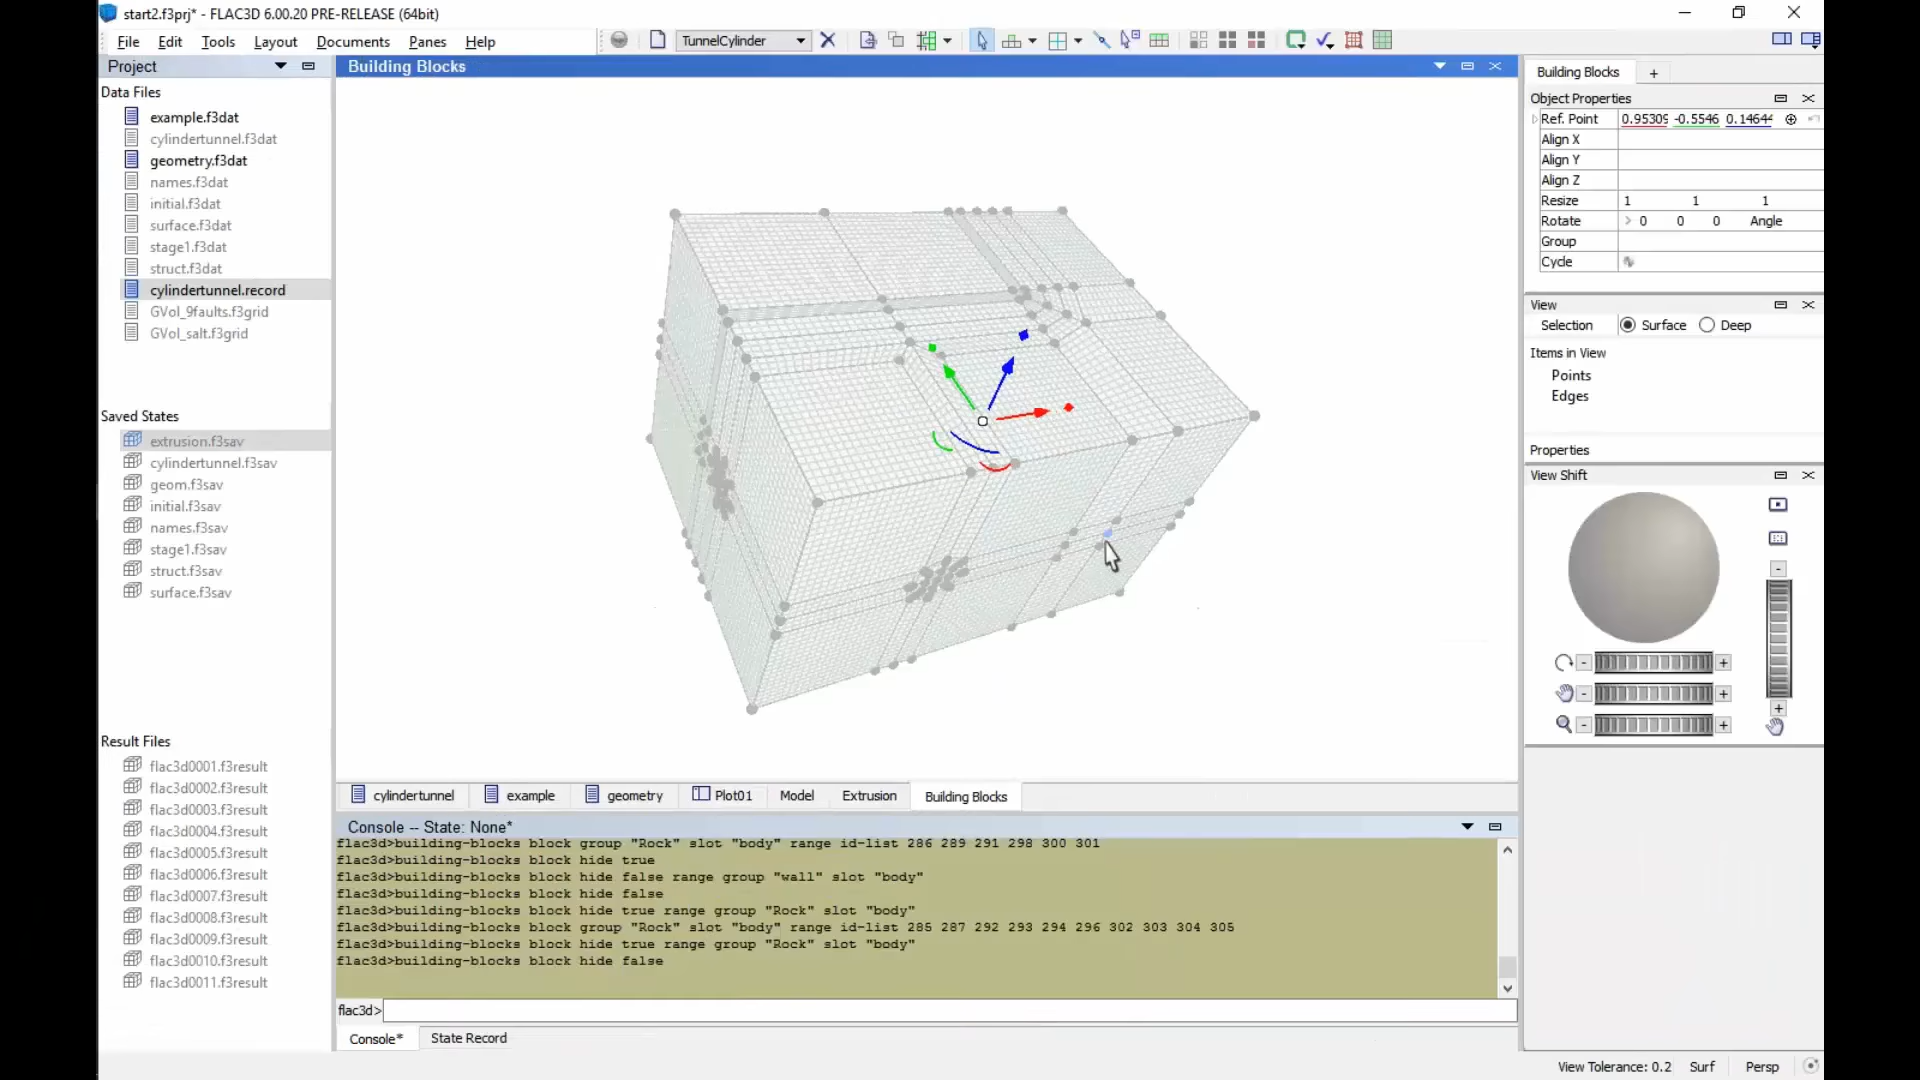 start2.f3prj* - FLAC3D 6.00.20 PRE-RELEASE (64bit)
File Edit Tools Layout Documents Panes Help
TunnelCylinder
Project
Data Files
example.f3dat
cylindertunnel.f3dat
geometry.f3dat
names.f3dat
initial.f3dat
surface.f3dat
stage1.f3dat
struct.f3dat
cylindertunnel.record
GVol_9faults.f3grid
GVol_salt.f3grid
Saved States
extrusion.f3sav
cylindertunnel.f3sav
geom.f3sav
initial.f3sav
names.f3sav
stage1.f3sav
struct.f3sav
surface.f3sav
Result Files
flac3d0001.f3result
flac3d0002.f3result
flac3d0003.f3result
flac3d0004.f3result
flac3d0005.f3result
flac3d0006.f3result
flac3d0007.f3result
flac3d0008.f3result
flac3d0009.f3result
flac3d0010.f3result
flac3d0011.f3result
Building Blocks
cylindertunnel example geometry Plot01 Model Extrusion Building Blocks
Console -- State: None*
flac3d>building-blocks block group "Rock" slot "body" range id-list 286 289 291 298 300 301
flac3d>building-blocks block hide true
flac3d>building-blocks block hide false range group "wall" slot "body"
flac3d>building-blocks block hide false
flac3d>building-blocks block hide true range group "Rock" slot "body"
flac3d>building-blocks block group "Rock" slot "body" range id-list 285 287 292 293 294 296 302 303 304 305
flac3d>building-blocks block hide true range group "Rock" slot "body"
flac3d>building-blocks block hide false
flac3d>
Console* State Record
Building Blocks +
Object Properties
Ref. Point 0.95309 -0.5546 0.14644
Align X
Align Y
Align Z
Resize 1 1 1
Rotate > 0 0 0 Angle
Group
Cycle
View
Selection Surface Deep
Items in View
Points
Edges
Properties
View Shift
-
- +
+
- +
- +
View Tolerance: 0.2 Surf Persp